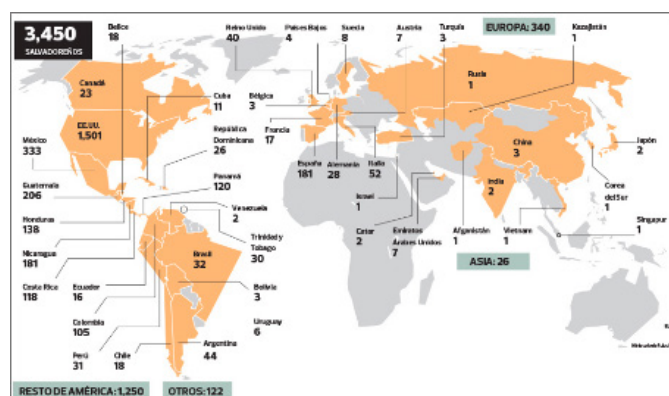 3,450
SALVADOREÑOS
Belice
18
Reino Unido
40
Países Bajos
4
Suecia
8
Austria
7
Turquía
3
EUROPA: 340
Kazajistán
1
Canadá
23
Cuba
11
Bélgica
3
Rusia
1
EE.UU.
1,501
México
333
República
Dominicana
26
Francia
17
España
181
Alemania
28
Italia
52
China
3
Japón
2
Guatemala
206
Panamá
120
Israel
1
India
2
Corea
del Sur
1
Honduras
138
Venezuela
2
Catar
2
Emiratos
Árabes Unidos
7
Afganistán
1
Vietnam
1
Singapur
1
Nicaragua
181
Trinidad y
Tobago
30
Brasil
32
ASIA: 26
Costa Rica
118
Ecuador
16
Bolivia
3
Colombia
105
Uruguay
6
Perú
31
Chile
18
Argentina
44
RESTO DE AMÉRICA: 1,250
OTROS: 122